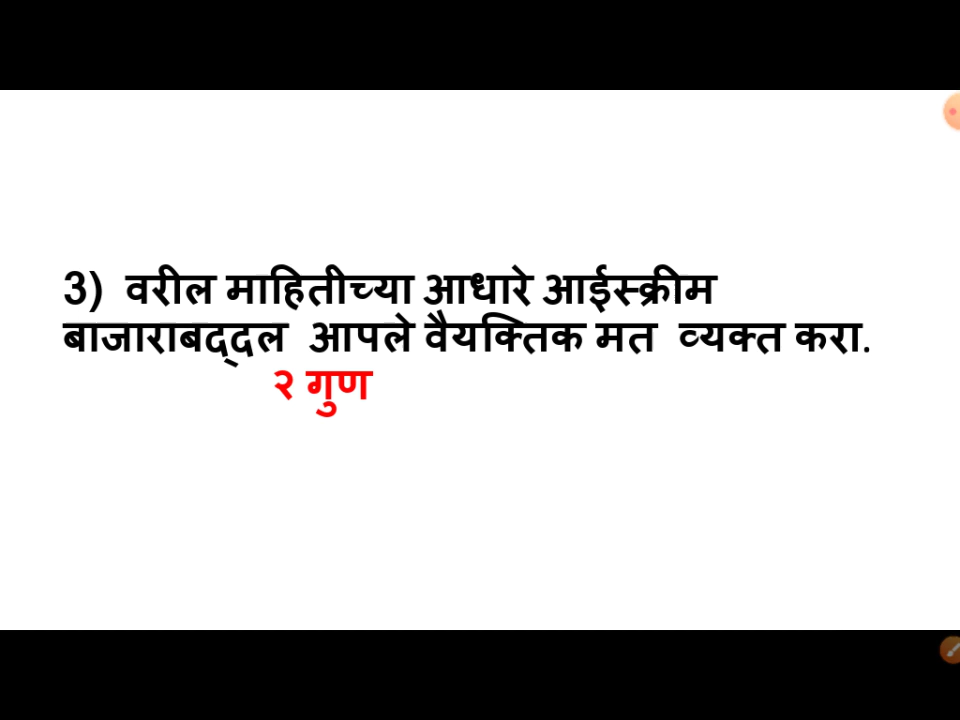 3) वरील माहितीच्या आधारे आईस्क्रीम
बाजाराबद्दल आपले वैयक्तिक मत व्यक्त करा.
२ गुण